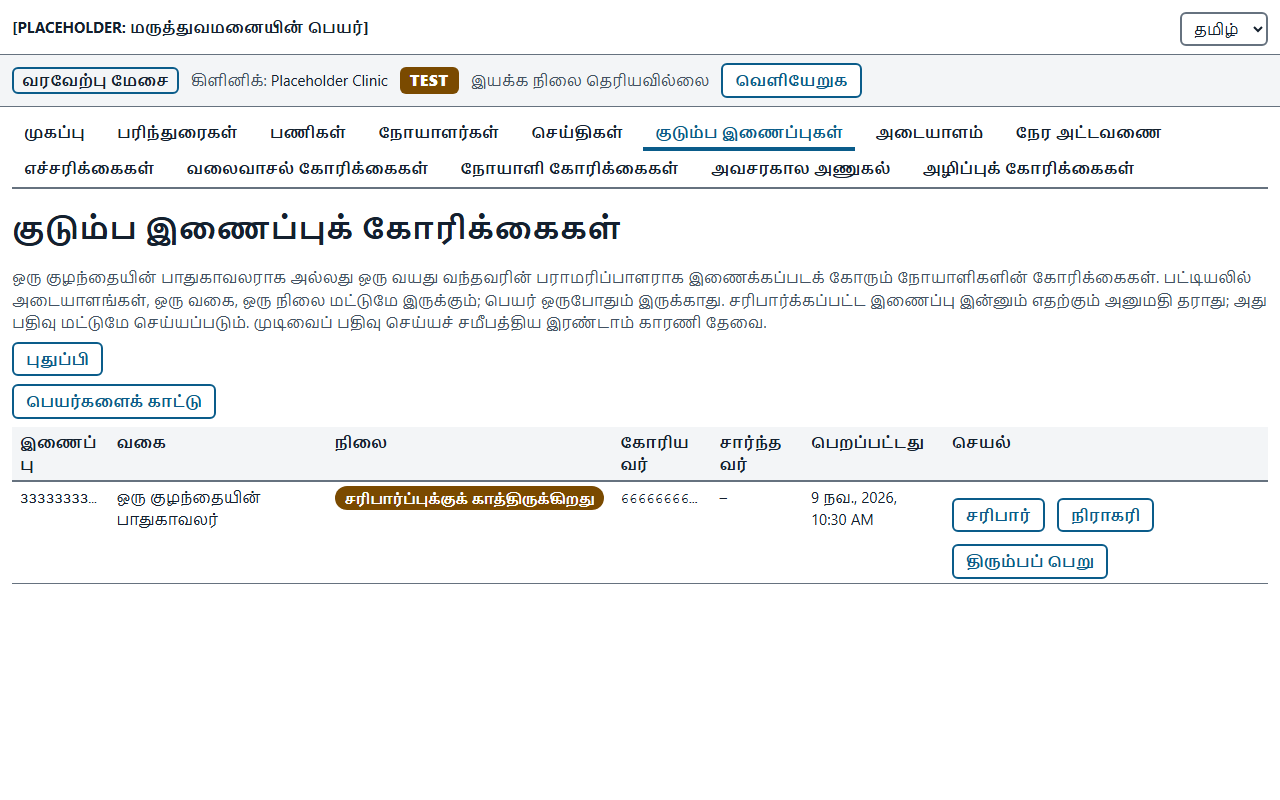 [PLACEHOLDER: மருத்துவமனையின் பெயர்]
தமிழ்
வரவேற்பு மேசை கிளினிக்: Placeholder Clinic TEST இயக்க நிலை தெரியவில்லை வெளியேறுக
முகப்பு பரிந்துரைகள் பணிகள் நோயாளர்கள் செய்திகள் குடும்ப இணைப்புகள் அடையாளம் நேர அட்டவணை
எச்சரிக்கைகள் வலைவாசல் கோரிக்கைகள் நோயாளி கோரிக்கைகள் அவசரகால அணுகல் அழிப்புக் கோரிக்கைகள்
குடும்ப இணைப்புக் கோரிக்கைகள்
ஒரு குழந்தையின் பாதுகாவலராக அல்லது ஒரு வயது வந்தவரின் பராமரிப்பாளராக இணைக்கப்படக் கோரும் நோயாளிகளின் கோரிக்கைகள். பட்டியலில்
அடையாளங்கள், ஒரு வகை, ஒரு நிலை மட்டுமே இருக்கும்; பெயர் ஒருபோதும் இருக்காது. சரிபார்க்கப்பட்ட இணைப்பு இன்னும் எதற்கும் அனுமதி தராது; அது
பதிவு மட்டுமே செய்யப்படும். முடிவைப் பதிவு செய்யச் சமீபத்திய இரண்டாம் காரணி தேவை.
புதுப்பி
பெயர்களைக் காட்டு
இணைப்பு வகை நிலை கோரியவர் சார்ந்தவர் பெறப்பட்டது செயல்
33333333… ஒரு குழந்தையின் பாதுகாவலர் சரிபார்ப்புக்குக் காத்திருக்கிறது 66666666… – 9 நவ., 2026, 10:30 AM சரிபார் நிராகரி
திரும்பப் பெறு